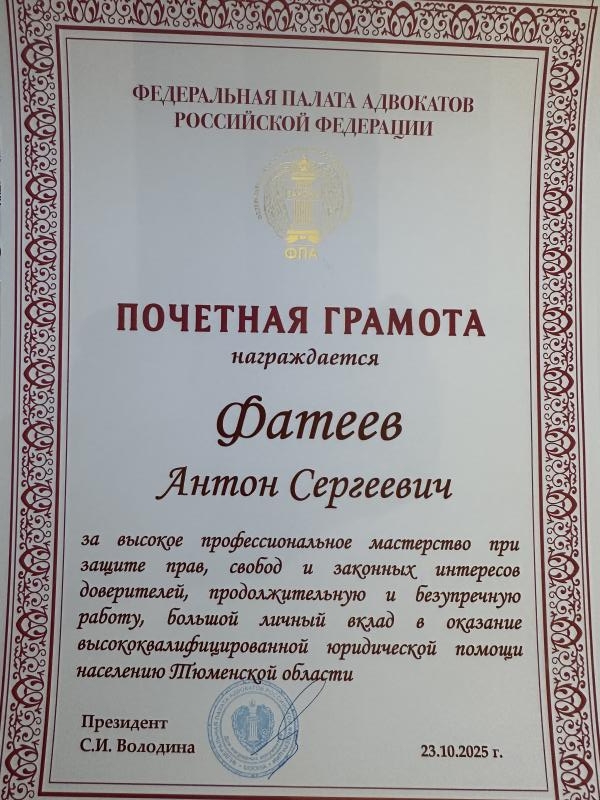 ФЕДЕРАЛЬНАЯ ПАЛАТА АДВОКАТОВ
РОССИЙСКОЙ ФЕДЕРАЦИИ
ФПА
ПОЧЕТНАЯ ГРАМОТА
награждается
Фатеев
Антон Сергеевич
за высокое профессиональное мастерство при
защите прав, свобод и законных интересов
доверителей, продолжительную и безупречную
работу, большой личный вклад в оказание
высококвалифицированной юридической помощи
населению Тюменской области
Президент
С.И. Володина
23.10.2025 г.